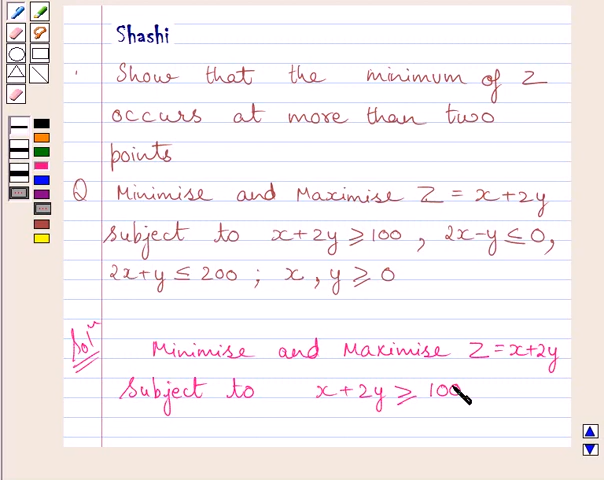 Shashi
Show that the minimum of Z
occurs at more than two
points
Q Minimise and Maximise Z = x+2y
subject to x+2y ≥ 100 , 2x-y ≤ 0,
2x+y ≤ 200 ; x , y ≥ 0
Solⁿ Minimise and Maximise Z = x+2y
Subject to x+2y ≥ 100